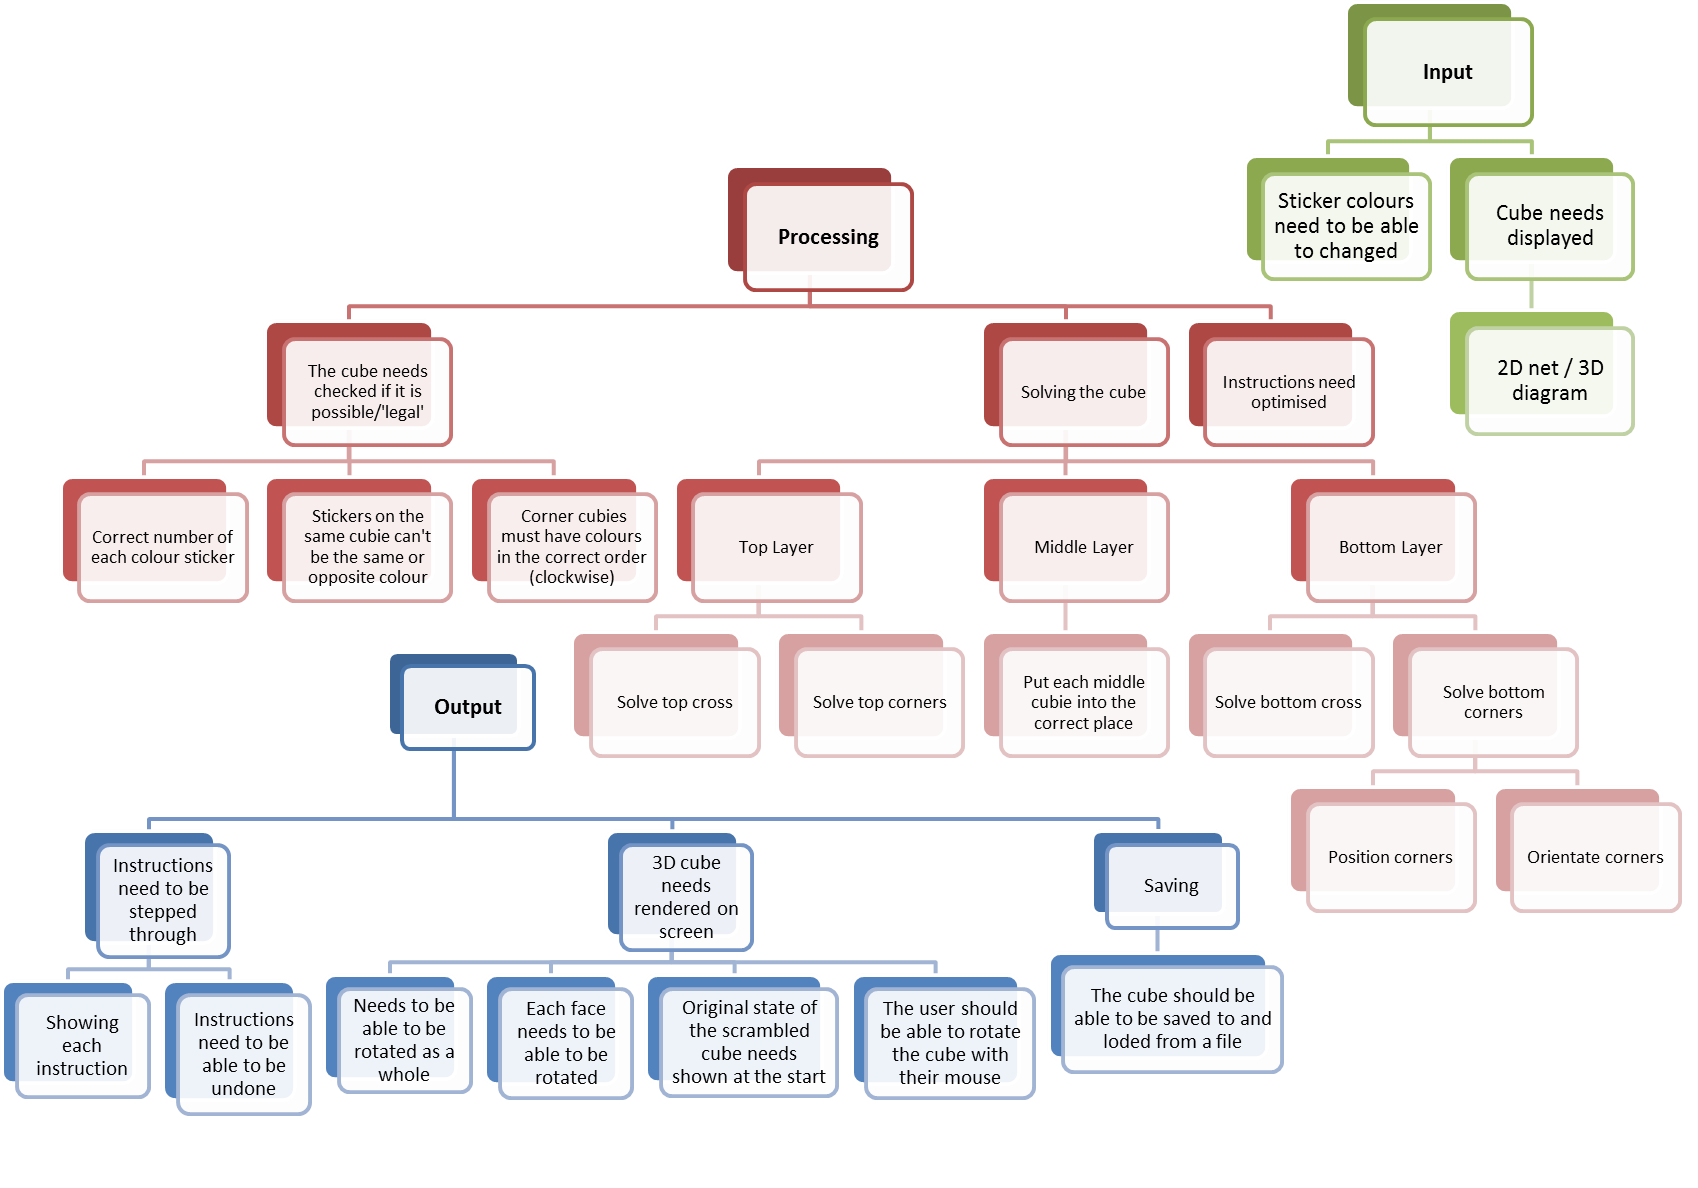 Input
Sticker colours
need to be able
to changed
Cube needs
displayed
2D net / 3D
diagram
Processing
The cube needs
checked if it is
possible/'legal'
Solving the cube
Instructions need
optimised
Correct number of
each colour sticker
Stickers on the
same cubie can't
be the same or
opposite colour
Corner cubies
must have colours
in the correct order
(clockwise)
Top Layer
Middle Layer
Bottom Layer
Solve top cross
Solve top corners
Put each middle
cubie into the
correct place
Solve bottom cross
Solve bottom
corners
Position corners
Orientate corners
Output
Instructions
need to be
stepped
through
3D cube
needs
rendered on
screen
Saving
Showing
each
instruction
Instructions
need to be
able to be
undone
Needs to be
able to be
rotated as a
whole
Each face
needs to be
able to be
rotated
Original state of
the scrambled
cube needs
shown at the start
The user should
be able to rotate
the cube with
their mouse
The cube should be
able to be saved to and
loded from a file